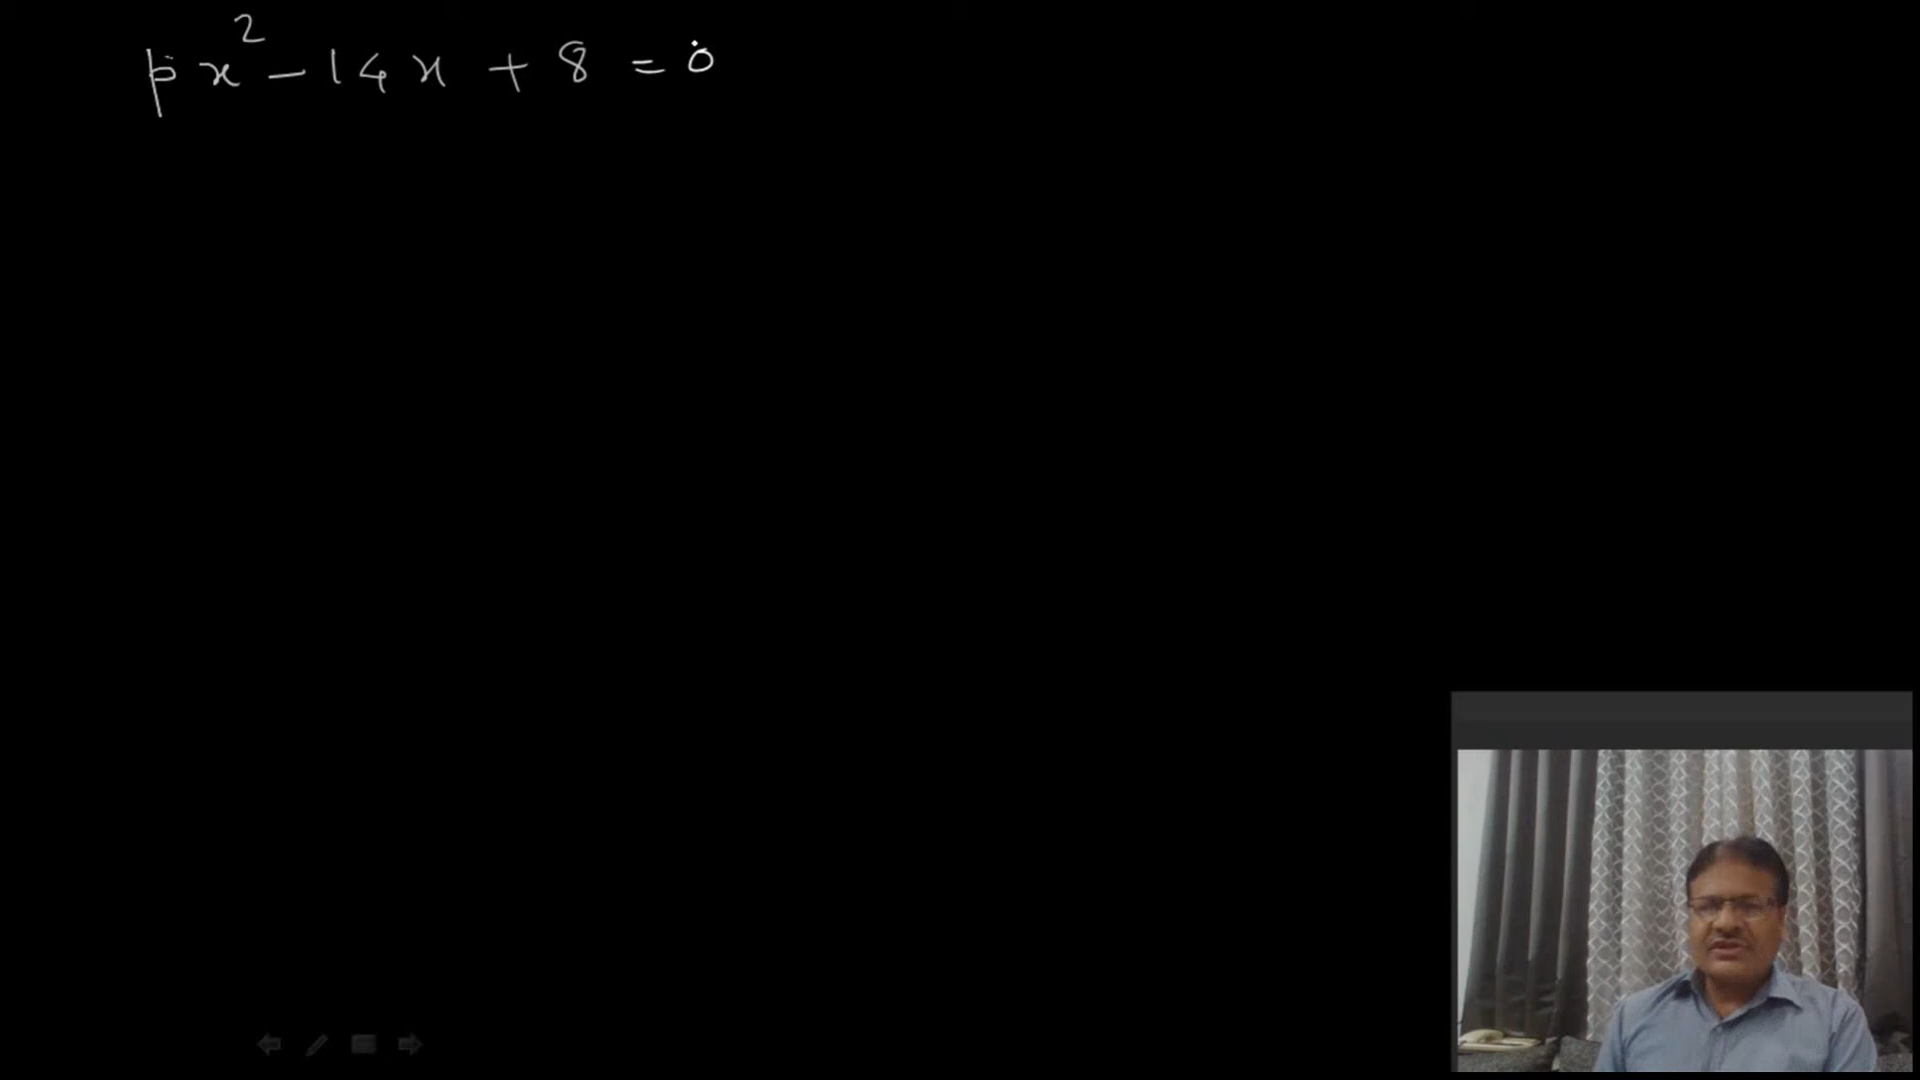 px² - 14x + 8 = 0